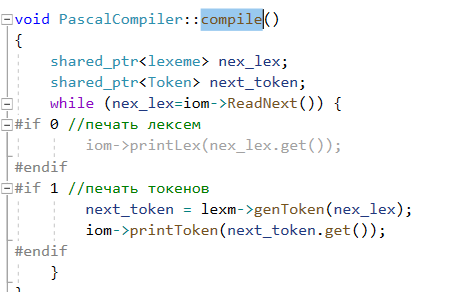 void PascalCompiler::compile()
{
    shared_ptr<lexeme> nex_lex;
    shared_ptr<Token> next_token;
    while (nex_lex=iom->ReadNext()) {
#if 0 //печать лексем
        iom->printLex(nex_lex.get());
#endif
#if 1 //печать токенов
        next_token = lexm->genToken(nex_lex);
        iom->printToken(next_token.get());
#endif
    }
}